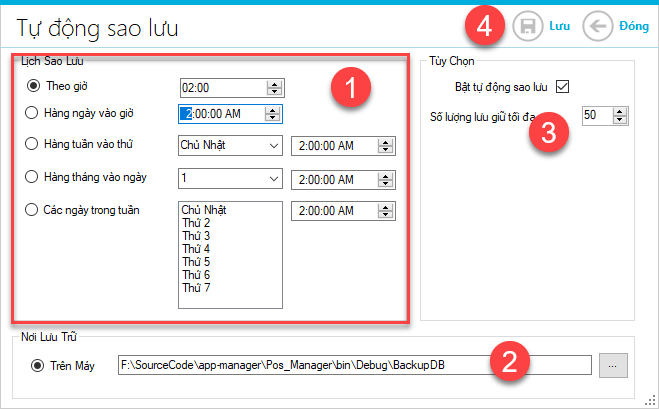 Tự động sao lưu
4
Lưu
Đóng
Lịch Sao Lưu
1
Theo giờ
02:00
Hàng ngày vào giờ
2:00:00 AM
Hàng tuần vào thứ
Chủ Nhật
2:00:00 AM
Hàng tháng vào ngày
1
2:00:00 AM
Các ngày trong tuần
Chủ Nhật
Thứ 2
Thứ 3
Thứ 4
Thứ 5
Thứ 6
Thứ 7
2:00:00 AM
Tùy Chọn
Bật tự động sao lưu
Số lượng lưu giữ tối đa
50
3
Nơi Lưu Trữ
Trên Máy
F:\SourceCode\app-manager\Pos_Manager\bin\Debug\BackupDB
2
...